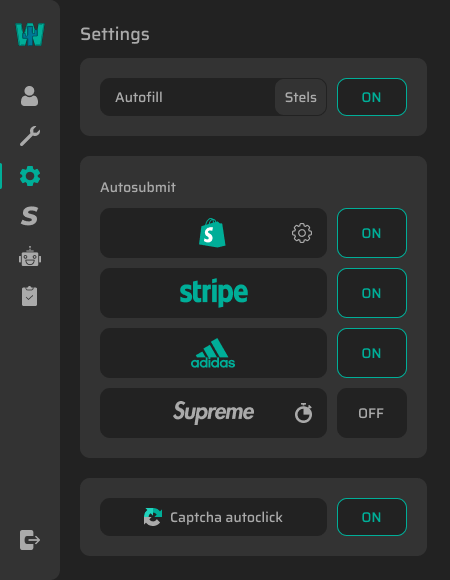 Settings
Autofill Stels ON
Autosubmit
S ON
stripe ON
adidas ON
Supreme OFF
Captcha autoclick ON